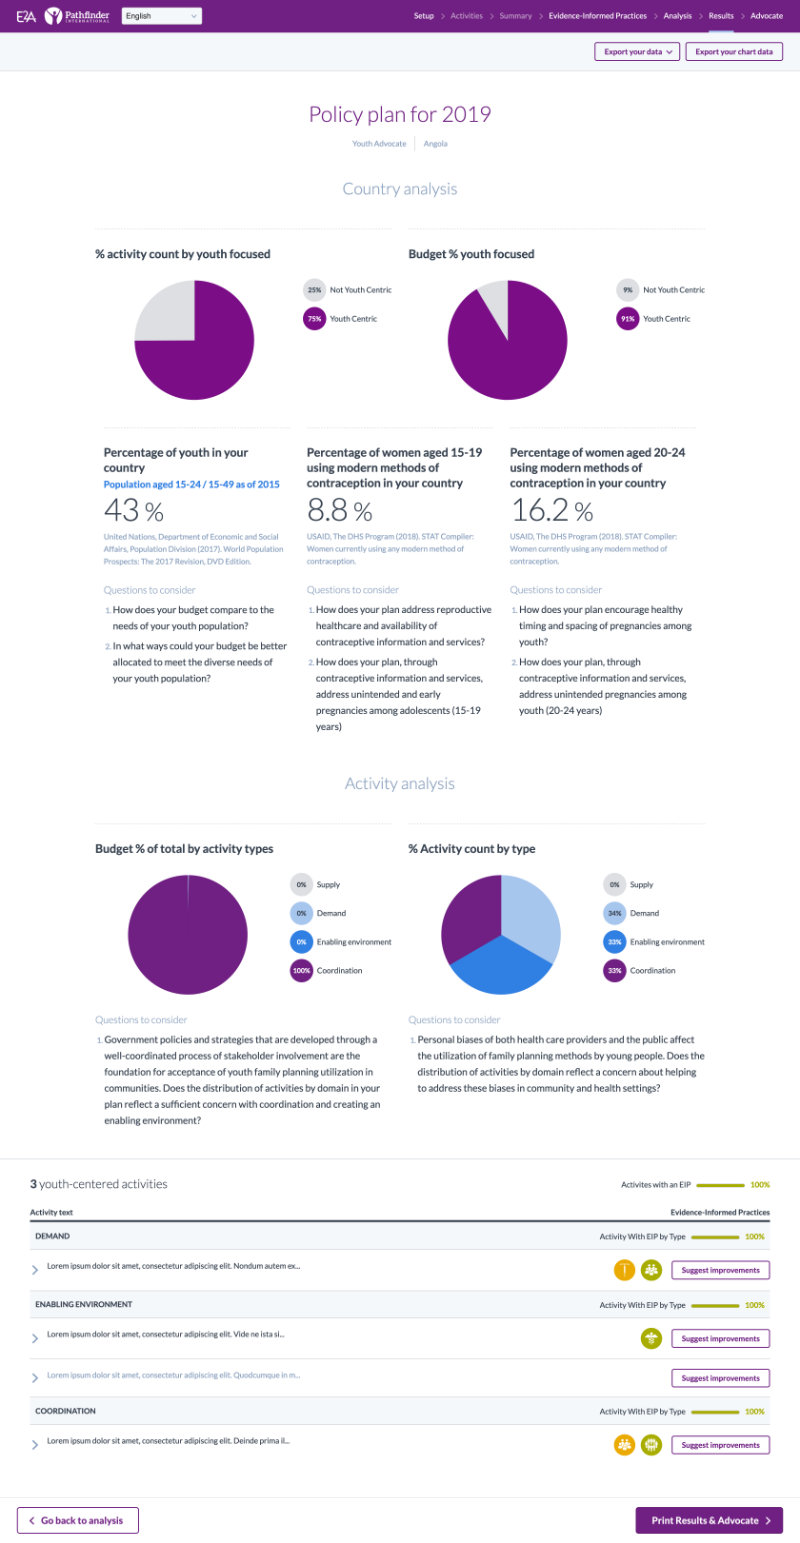 E2A Pathfinder INTERNATIONAL English Setup > Activities > Summary > Evidence-Informed Practices > Analysis > Results > Advocate
Export your data Export your chart data
Policy plan for 2019
Youth Advocate Angola
Country analysis
% activity count by youth focused
25% Not Youth Centric
75% Youth Centric
Budget % youth focused
9% Not Youth Centric
91% Youth Centric
Percentage of youth in your
country
Population aged 15-24 / 15-49 as of 2015
43 %
United Nations, Department of Economic and Social
Affairs, Population Division (2017). World Population
Prospects: The 2017 Revision, DVD Edition.
Questions to consider
1. How does your budget compare to the
needs of your youth population?
2. In what ways could your budget be better
allocated to meet the diverse needs of
your youth population?
Percentage of women aged 15-19
using modern methods of
contraception in your country
8.8 %
USAID, The DHS Program (2018), STAT Compiler:
Women currently using any modern method of
contraception.
Questions to consider
1. How does your plan address reproductive
healthcare and availability of
contraceptive information and services?
2. How does your plan, through
contraceptive information and services,
address unintended and early
pregnancies among adolescents (15-19
years)
Percentage of women aged 20-24
using modern methods of
contraception in your country
16.2 %
USAID, The DHS Program (2018), STAT Compiler:
Women currently using any modern method of
contraception.
Questions to consider
1. How does your plan encourage healthy
timing and spacing of pregnancies among
youth?
2. How does your plan, through
contraceptive information and services,
address unintended pregnancies among
youth (20-24 years)
Activity analysis
Budget % of total by activity types
0% Supply
0% Demand
0% Enabling environment
100% Coordination
Questions to consider
1. Government policies and strategies that are developed through a
well-coordinated process of stakeholder involvement are the
foundation for acceptance of youth family planning utilization in
communities. Does the distribution of activities by domain in your
plan reflect a sufficient concern with coordination and creating an
enabling environment?
% Activity count by type
0% Supply
34% Demand
33% Enabling environment
33% Coordination
Questions to consider
1. Personal biases of both health care providers and the public affect
the utilization of family planning methods by young people. Does the
distribution of activities by domain reflect a concern about helping
to address these biases in community and health settings?
3 youth-centered activities Activites with an EIP 100%
Activity text Evidence-Informed Practices
DEMAND Activity With EIP by Type 100%
Lorem ipsum dolor sit amet, consectetur adipiscing elit. Nondum autem ex... Suggest improvements
ENABLING ENVIRONMENT Activity With EIP by Type 100%
Lorem ipsum dolor sit amet, consectetur adipiscing elit. Vide ne ista si... Suggest improvements
Lorem ipsum dolor sit amet, consectetur adipiscing elit. Quodcumque in m... Suggest improvements
COORDINATION Activity With EIP by Type 100%
Lorem ipsum dolor sit amet, consectetur adipiscing elit. Deinde prima il... Suggest improvements
Go back to analysis Print Results & Advocate